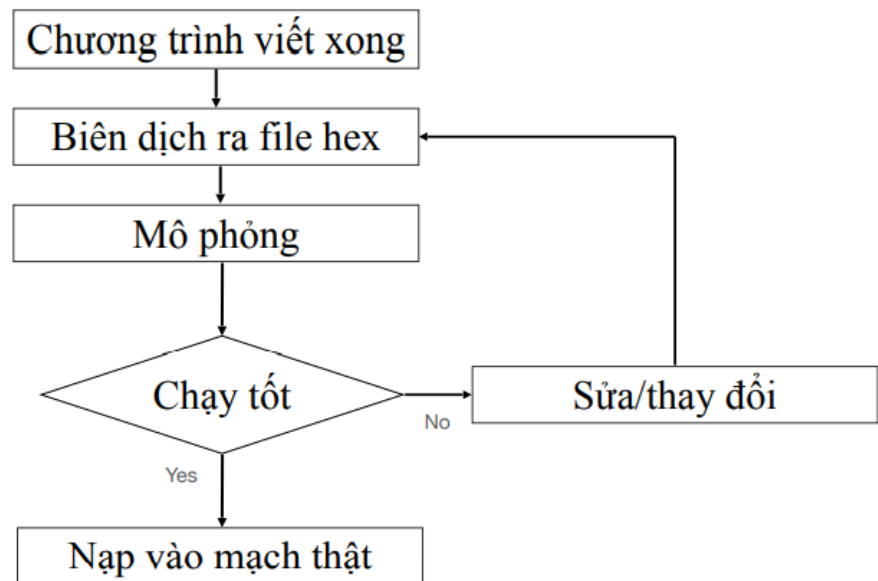 Chương trình viết xong
Biên dịch ra file hex
Mô phỏng
Chạy tốt
Sửa/thay đổi
No
Yes
Nạp vào mạch thật